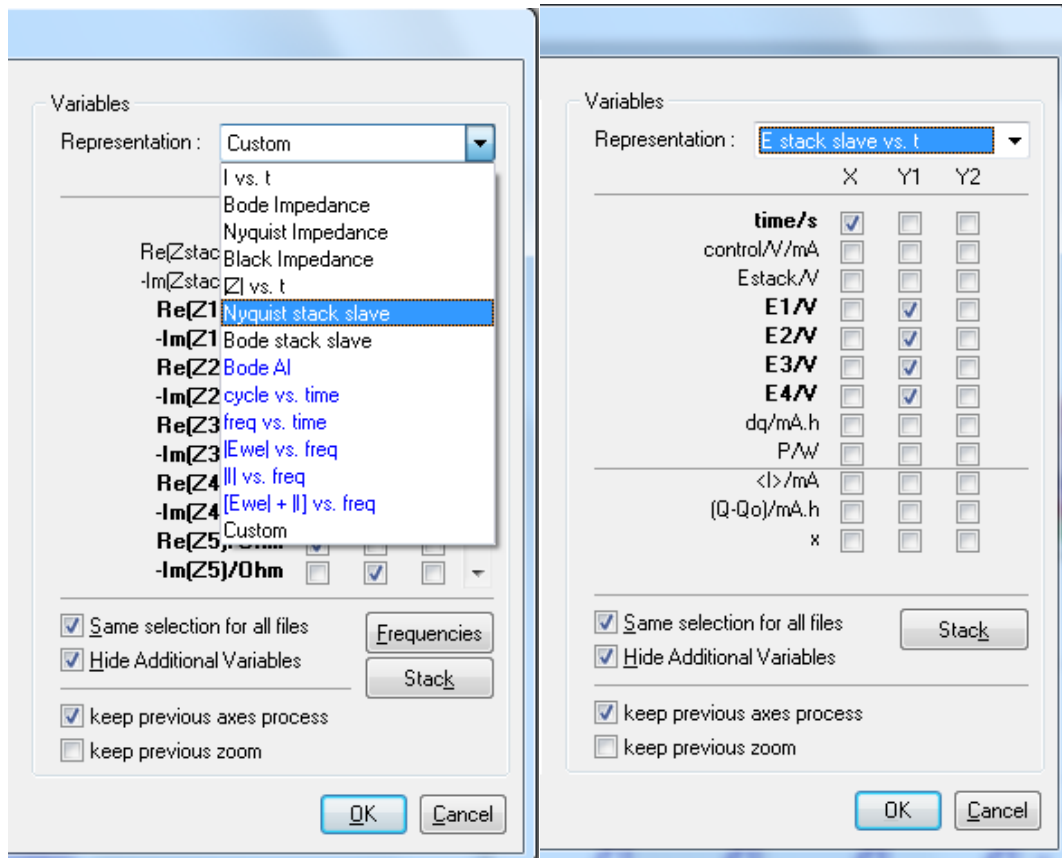 Variables
Representation : Custom
I vs. t
Bode Impedance
Nyquist Impedance
Black Impedance
|Z| vs. t
Nyquist stack slave
Bode stack slave
Bode AI
cycle vs. time
freq vs. time
|Ewe| vs. freq
|I| vs. freq
[Ewe| + |I] vs. freq
Custom
Re(Zstac
-Im(Zstac
Re(Z1
-Im(Z1
Re(Z2
-Im(Z2
Re(Z3
-Im(Z3
Re(Z4
-Im(Z4
Re(Z5)/Ohm
-Im(Z5)/Ohm
Same selection for all files
Hide Additional Variables
Frequencies
Stack
keep previous axes process
keep previous zoom
OK Cancel
Variables
Representation : E stack slave vs. t
X Y1 Y2
time/s
control/V/mA
Estack/V
E1/V
E2/V
E3/V
E4/V
dq/mA.h
P/W
<I>/mA
(Q-Qo)/mA.h
x
Same selection for all files
Hide Additional Variables
Stack
keep previous axes process
keep previous zoom
OK Cancel